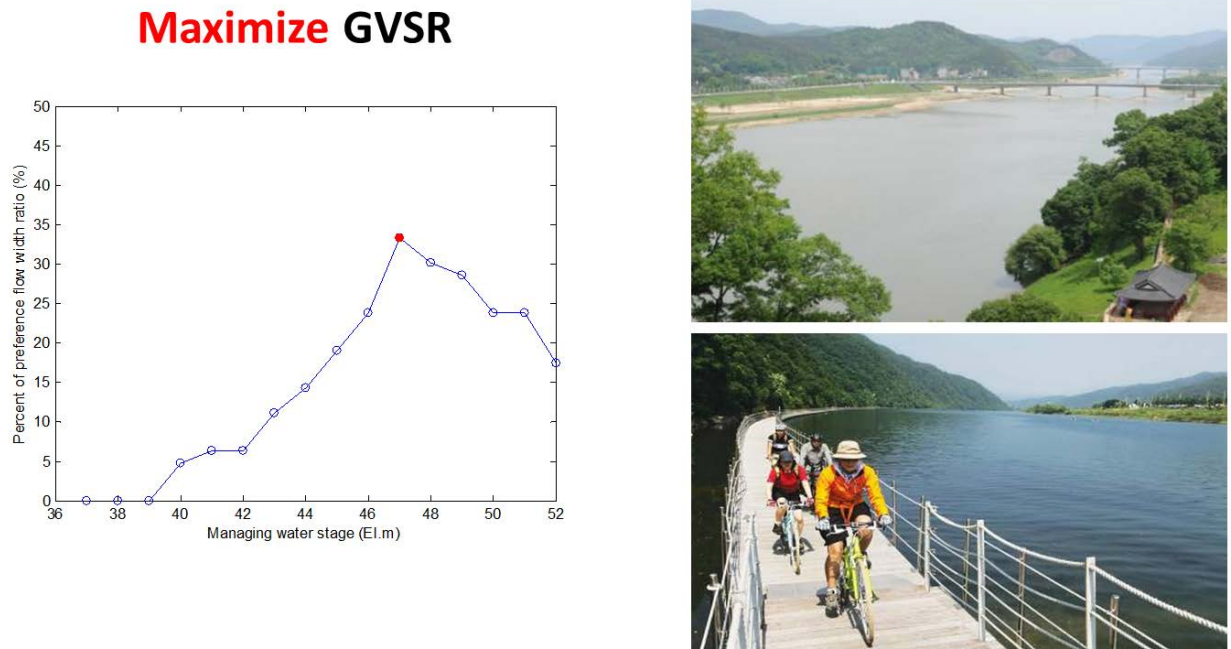 Maximize GVSR
50
45
40
35
30
25
20
15
10
5
0
Percent of preference flow width ratio (%)
36 38 40 42 44 46 48 50 52
Managing water stage (El.m)